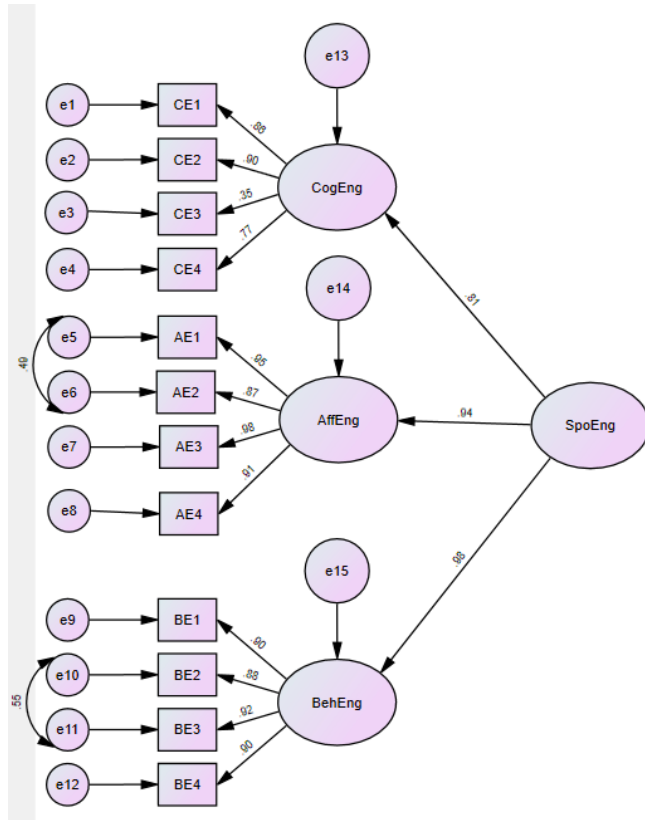 e13
e1
CE1
.86
e2
CE2
.90
CogEng
e3
CE3
.35
e4
CE4
.77
e14
.81
e5
AE1
.95
.49
e6
AE2
.87
AffEng
.94
SpoEng
e7
AE3
.98
e8
AE4
.91
e15
.98
e9
BE1
.90
e10
BE2
.88
.55
BehEng
e11
BE3
.92
e12
BE4
.90